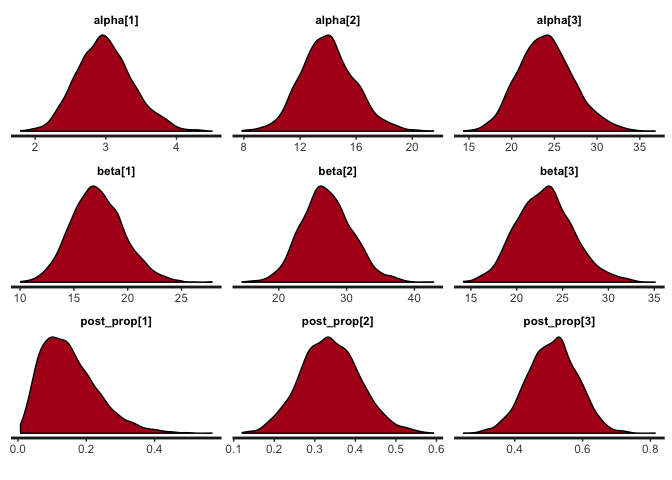 alpha[1] alpha[2] alpha[3]
2 3 4 8 12 16 20 15 20 25 30 35
beta[1] beta[2] beta[3]
10 15 20 25 20 30 40 15 20 25 30 35
post_prop[1] post_prop[2] post_prop[3]
0.0 0.2 0.4 0.1 0.2 0.3 0.4 0.5 0.6 0.4 0.6 0.8